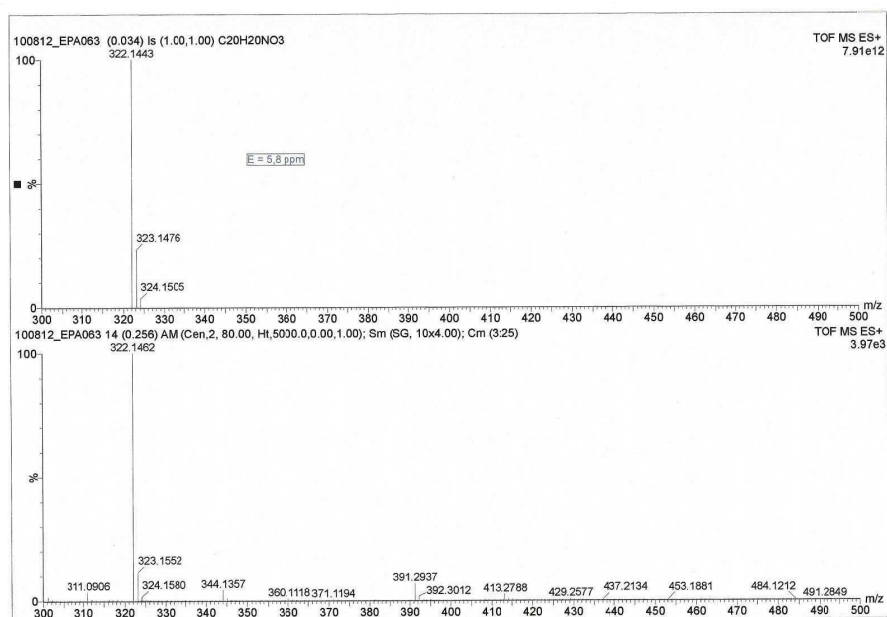 100812_EPA063 (0.034) Is (1.00,1.00) C20H20NO3
TOF MS ES+
7.91e12
322.1443
100
%
E = 5,8 ppm
323.1476
324.1505
0
m/z
300 310 320 330 340 350 360 370 380 390 400 410 420 430 440 450 460 470 480 490 500
100812_EPA063 14 (0.256) AM (Cen,2, 80.00, Ht,5000.0,0.00,1.00); Sm (SG, 10x4.00); Cm (3:25)
TOF MS ES+
3.97e3
322.1462
100
%
323.1552
311.0906
324.1580
344.1357
360.1118
371.1194
391.2937
392.3012
413.2788
429.2577
437.2134
453.1881
484.1212
491.2849
0
m/z
300 310 320 330 340 350 360 370 380 390 400 410 420 430 440 450 460 470 480 490 500